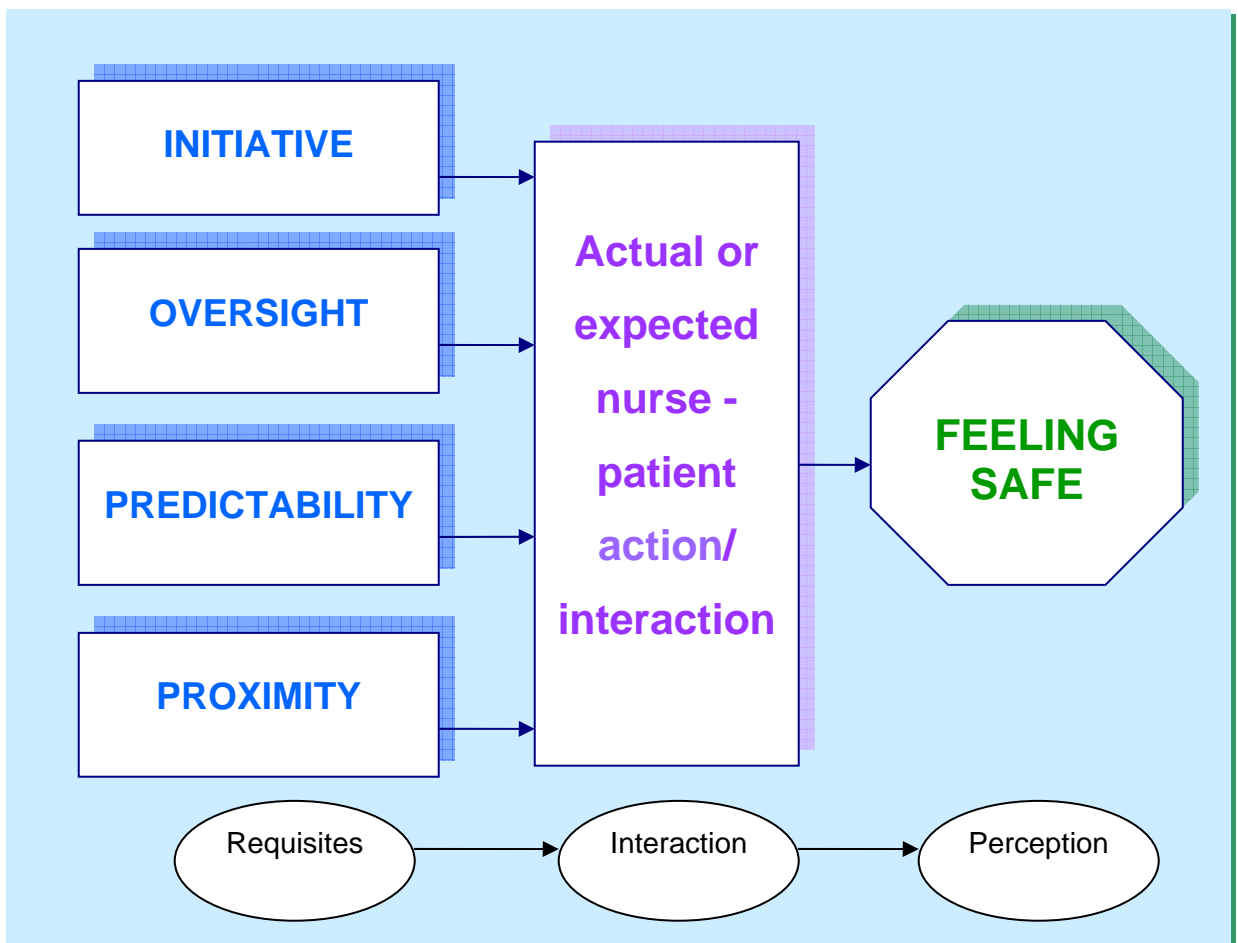 INITIATIVE
OVERSIGHT
PREDICTABILITY
PROXIMITY
Actual or
expected
nurse -
patient
action/
interaction
FEELING
SAFE
Requisites
Interaction
Perception